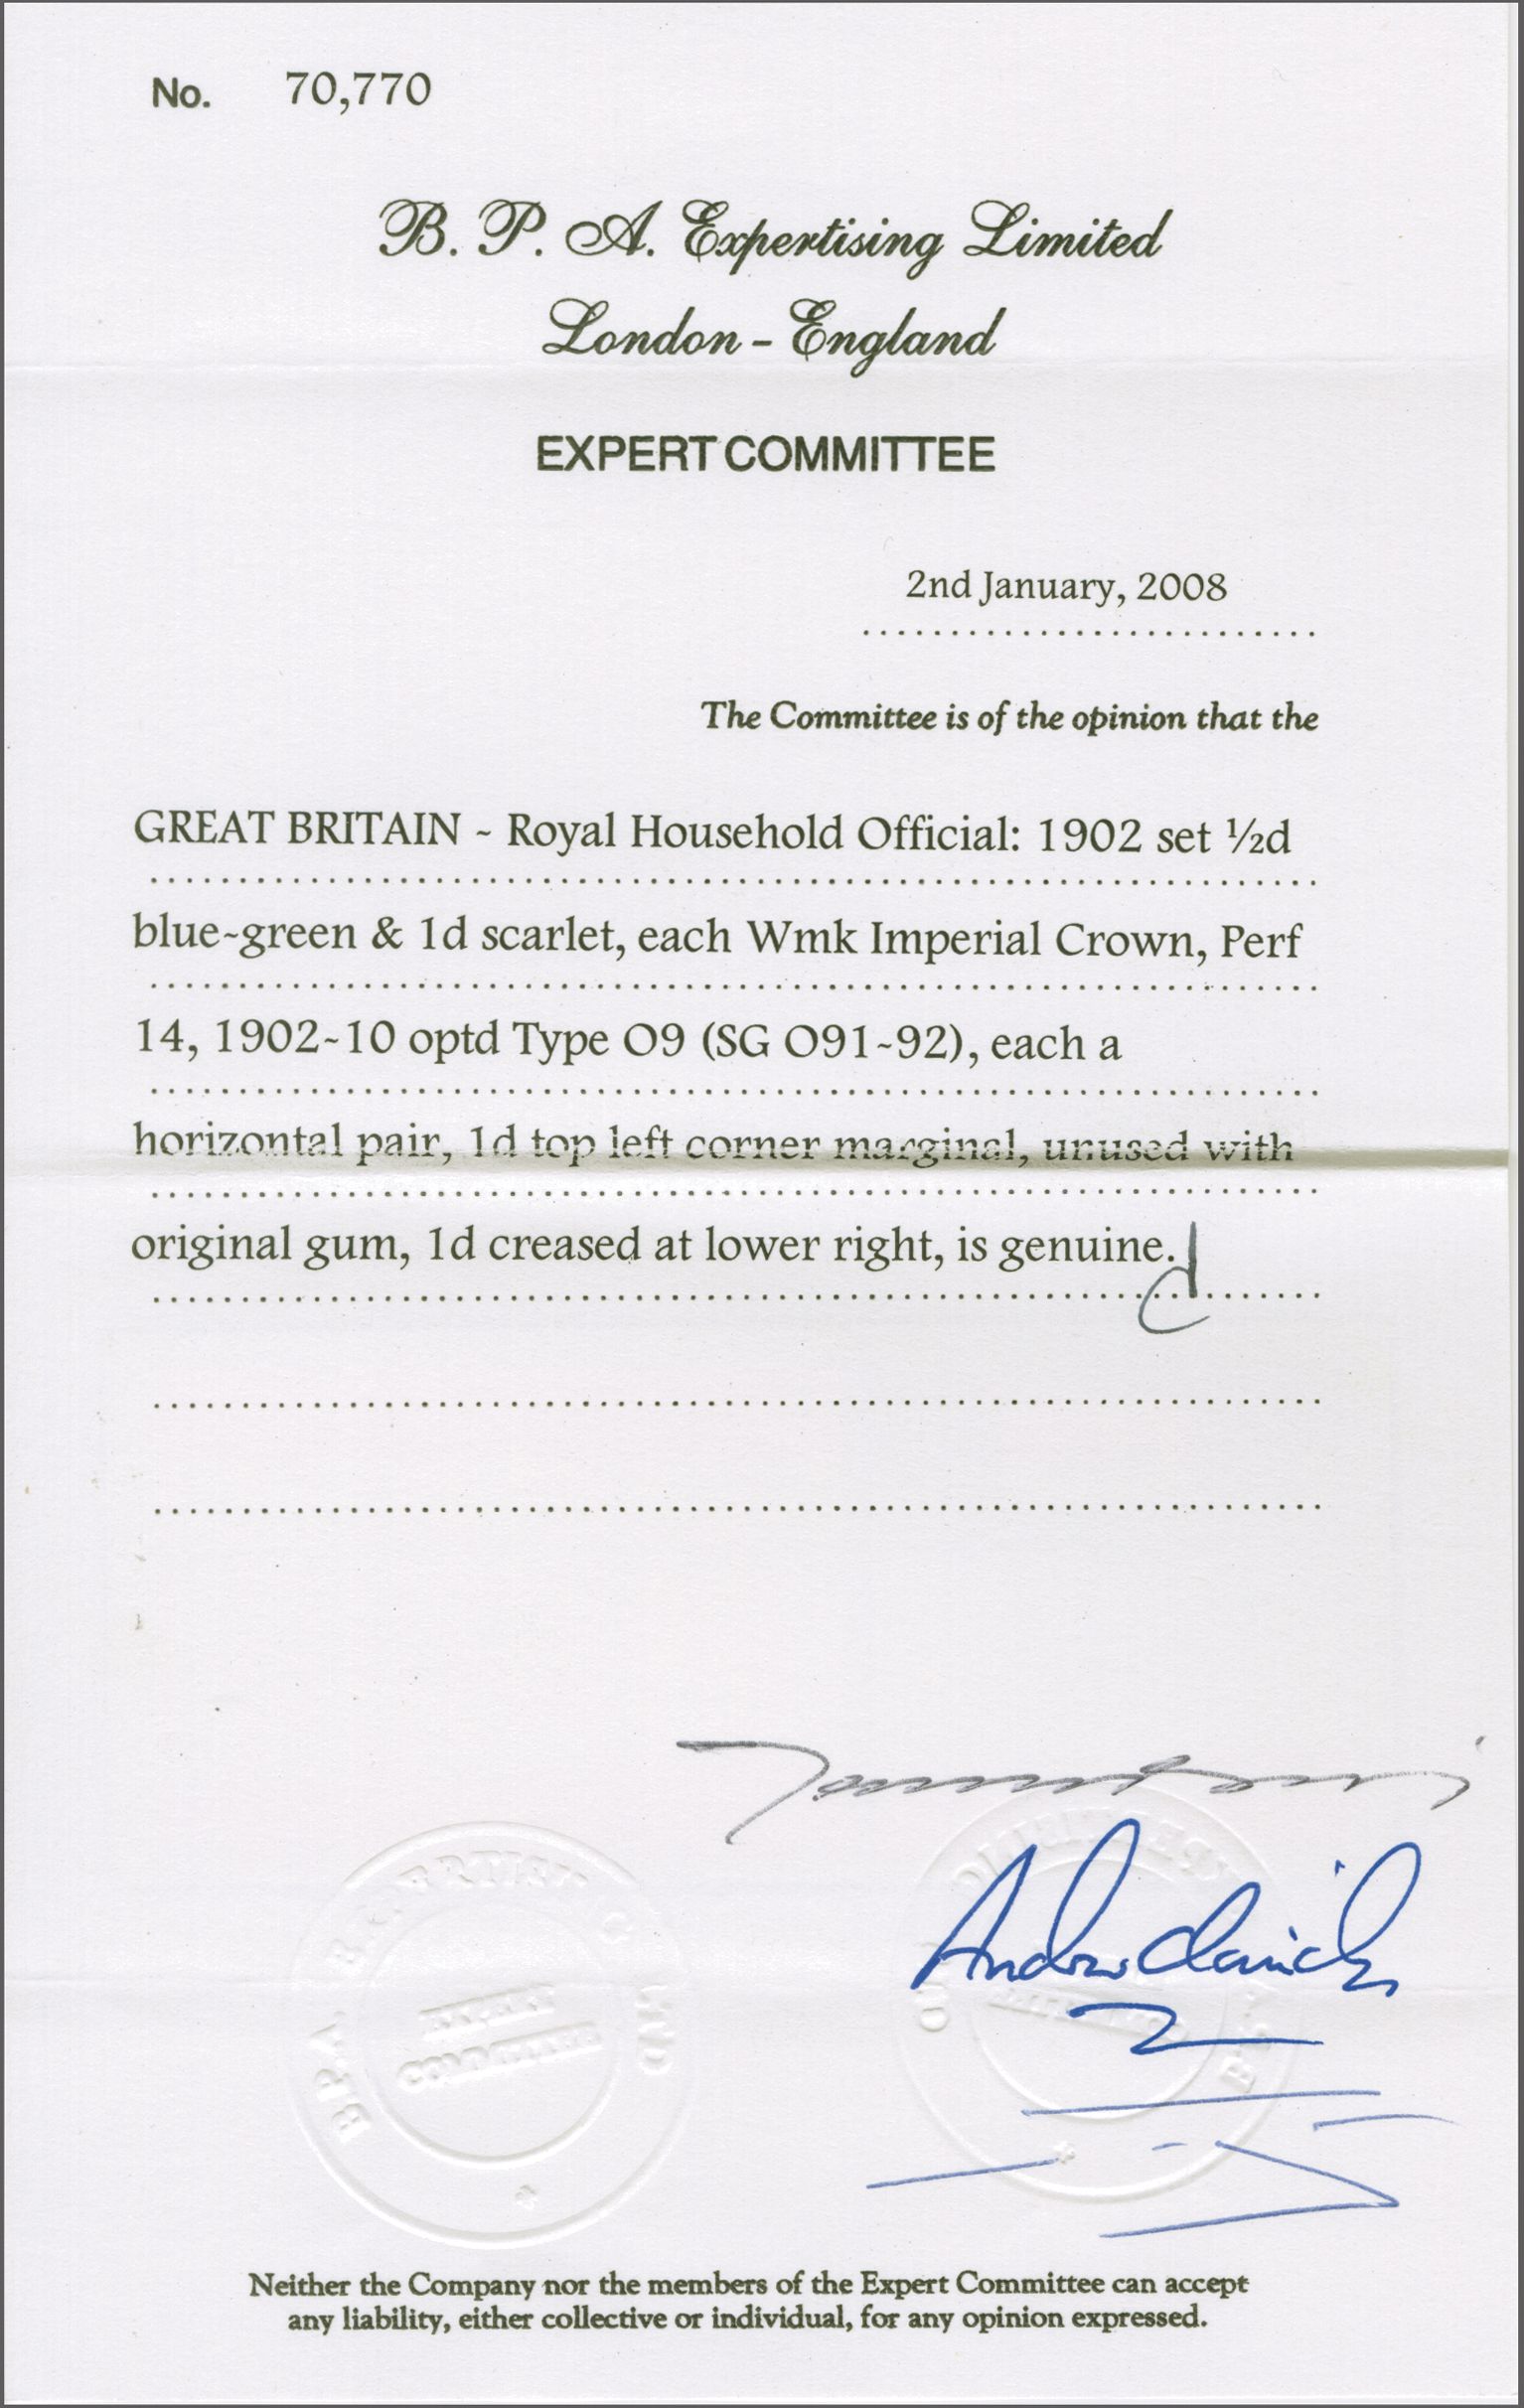 No. 70,770
B. P. A. Expertising Limited
London - England
EXPERT COMMITTEE
2nd January, 2008
The Committee is of the opinion that the
GREAT BRITAIN ~ Royal Household Official: 1902 set ½d
blue~green & 1d scarlet, each Wmk Imperial Crown, Perf
14, 1902~10 optd Type O9 (SG O91~92), each a
horizontal pair, 1d top left corner marginal, unused with
original gum, 1d creased at lower right, is genuine.
BPA
EXPERT
COMMITTEE
Neither the Company nor the members of the Expert Committee can accept
any liability, either collective or individual, for any opinion expressed.